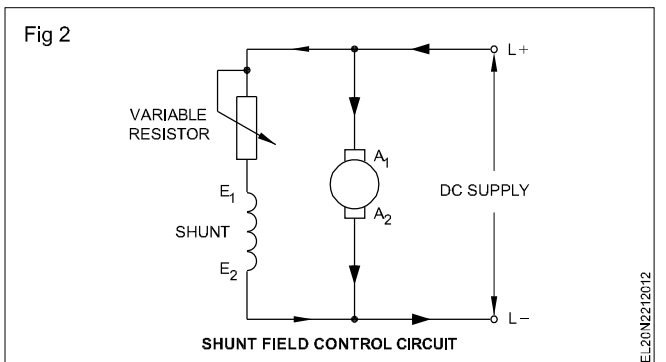 Fig 2
L+
VARIABLE
RESISTOR
A1
E1
DC SUPPLY
A2
SHUNT
E2
L-
SHUNT FIELD CONTROL CIRCUIT
EL20N2212012